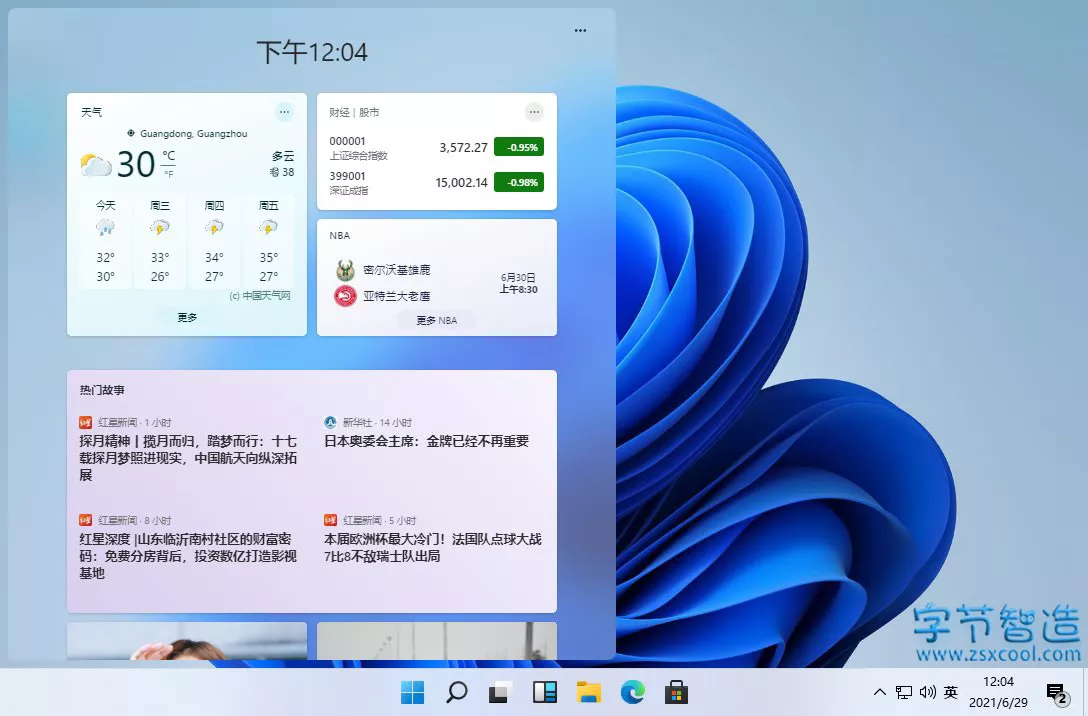 下午12:04
天气
Guangdong, Guangzhou
30 °C
°F
多云
38
今天 周三 周四 周五
32° 33° 34° 35°
30° 26° 27° 27°
(c) 中国天气网
更多
财经 | 股市
000001
上证综合指数
3,572.27 -0.95%
399001
深证成指
15,002.14 -0.98%
NBA
密尔沃基雄鹿
亚特兰大老鹰
6月30日
上午8:30
更多 NBA
热门故事
红星新闻 · 1 小时
探月精神丨揽月而归，踏梦而行：十七
载探月梦照进现实，中国航天向纵深拓
展
新华社 · 14 小时
日本奥委会主席：金牌已经不再重要
红星新闻 · 8 小时
红星深度 |山东临沂南村社区的财富密
码：免费分房背后，投资数亿打造影视
基地
红星新闻 · 5 小时
本届欧洲杯最大冷门！法国队点球大战
7比8不敌瑞士队出局
字节智造
www.zsxcool.com
英
12:04
2021/6/29
2